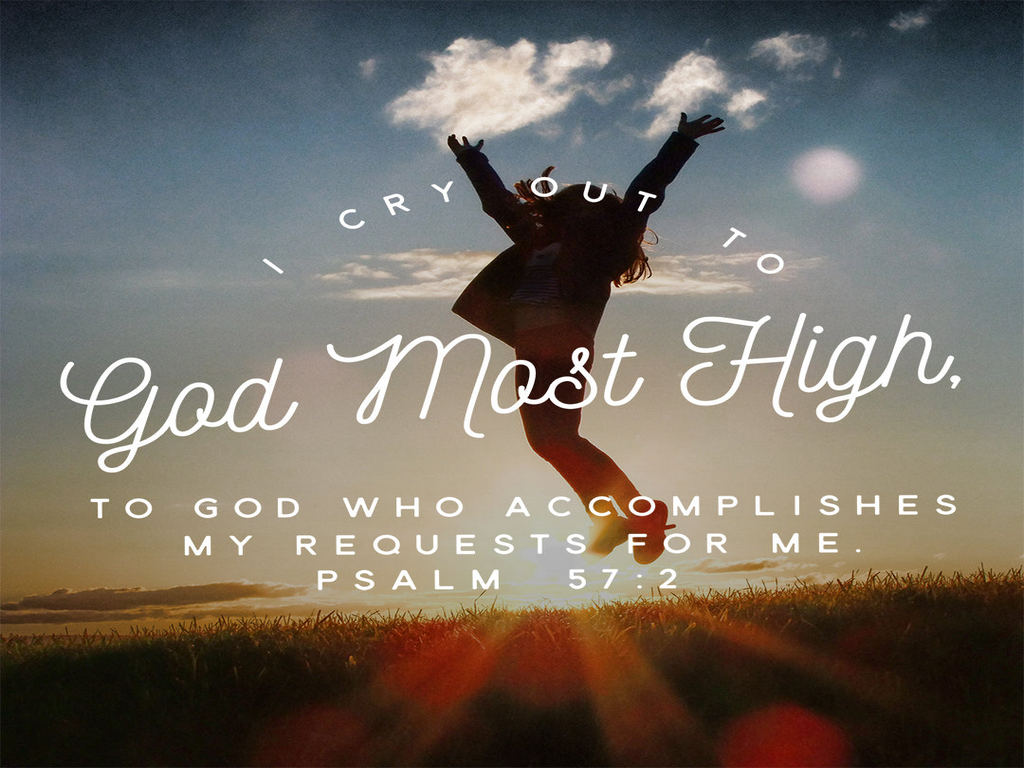 I CRY OUT TO
God Most High,
TO GOD WHO ACCOMPLISHES
MY REQUESTS FOR ME.
PSALM 57:2